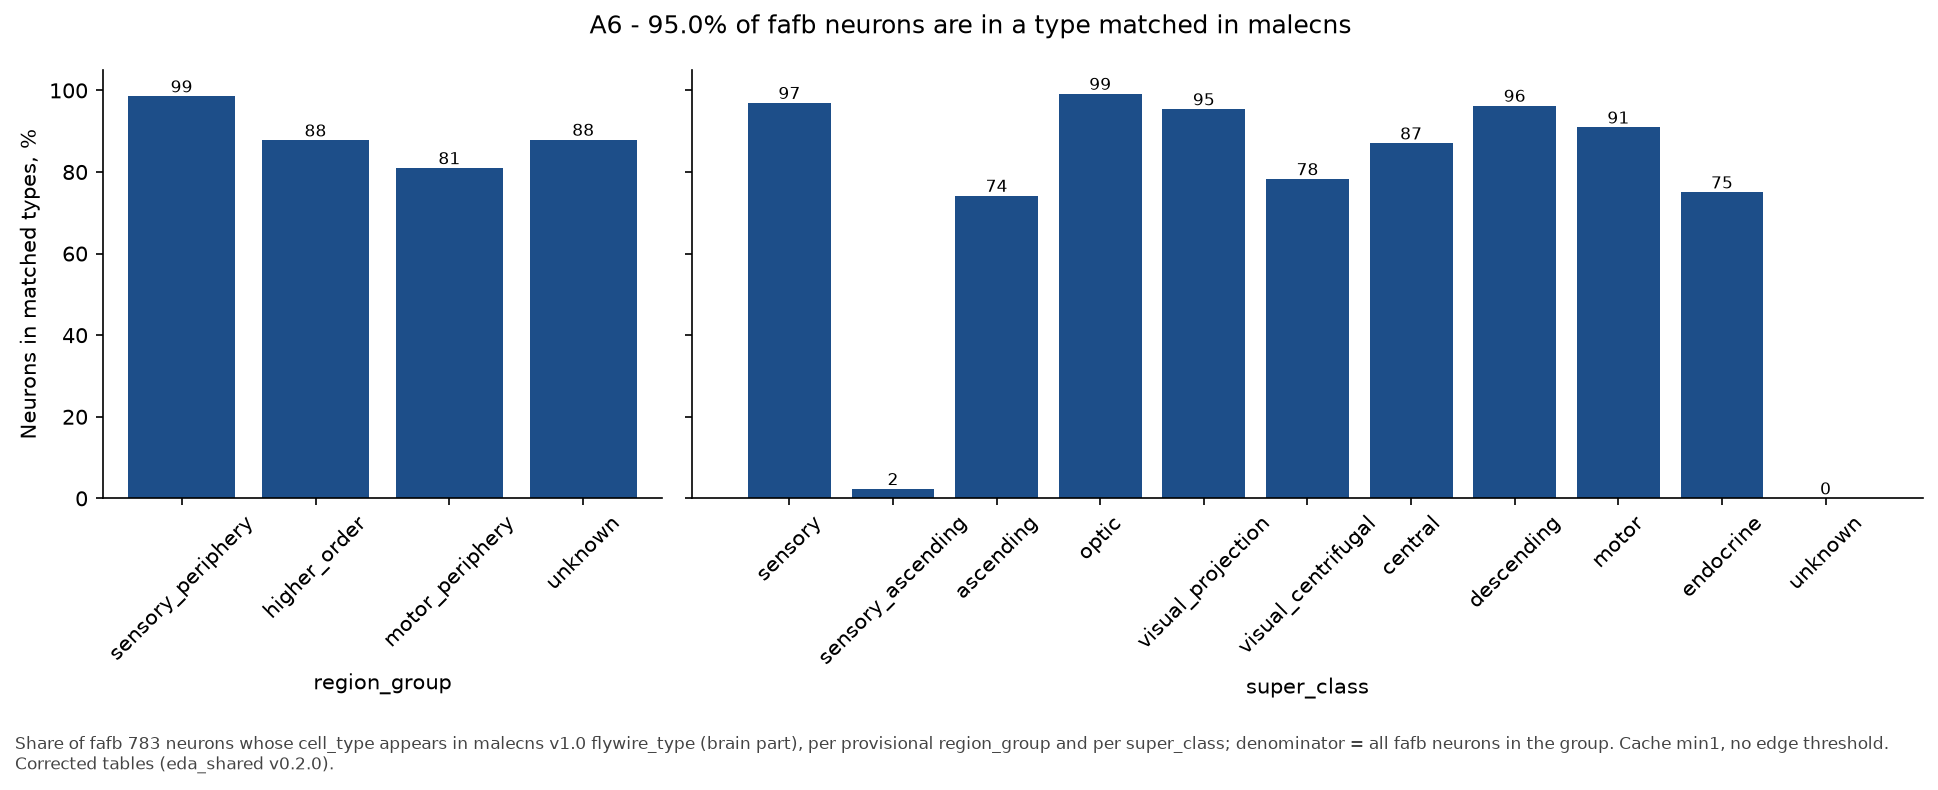 A6 - 95.0% of fafb neurons are in a type matched in malecns
Neurons in matched types, %
100
80
60
40
20
0
99
88
81
88
sensory_periphery
higher_order
motor_periphery
unknown
region_group
97
2
74
99
95
78
87
96
91
75
0
sensory
sensory_ascending
ascending
optic
visual_projection
visual_centrifugal
central
descending
motor
endocrine
unknown
super_class
Share of fafb 783 neurons whose cell_type appears in malecns v1.0 flywire_type (brain part), per provisional region_group and per super_class; denominator = all fafb neurons in the group. Cache min1, no edge threshold.
Corrected tables (eda_shared v0.2.0).